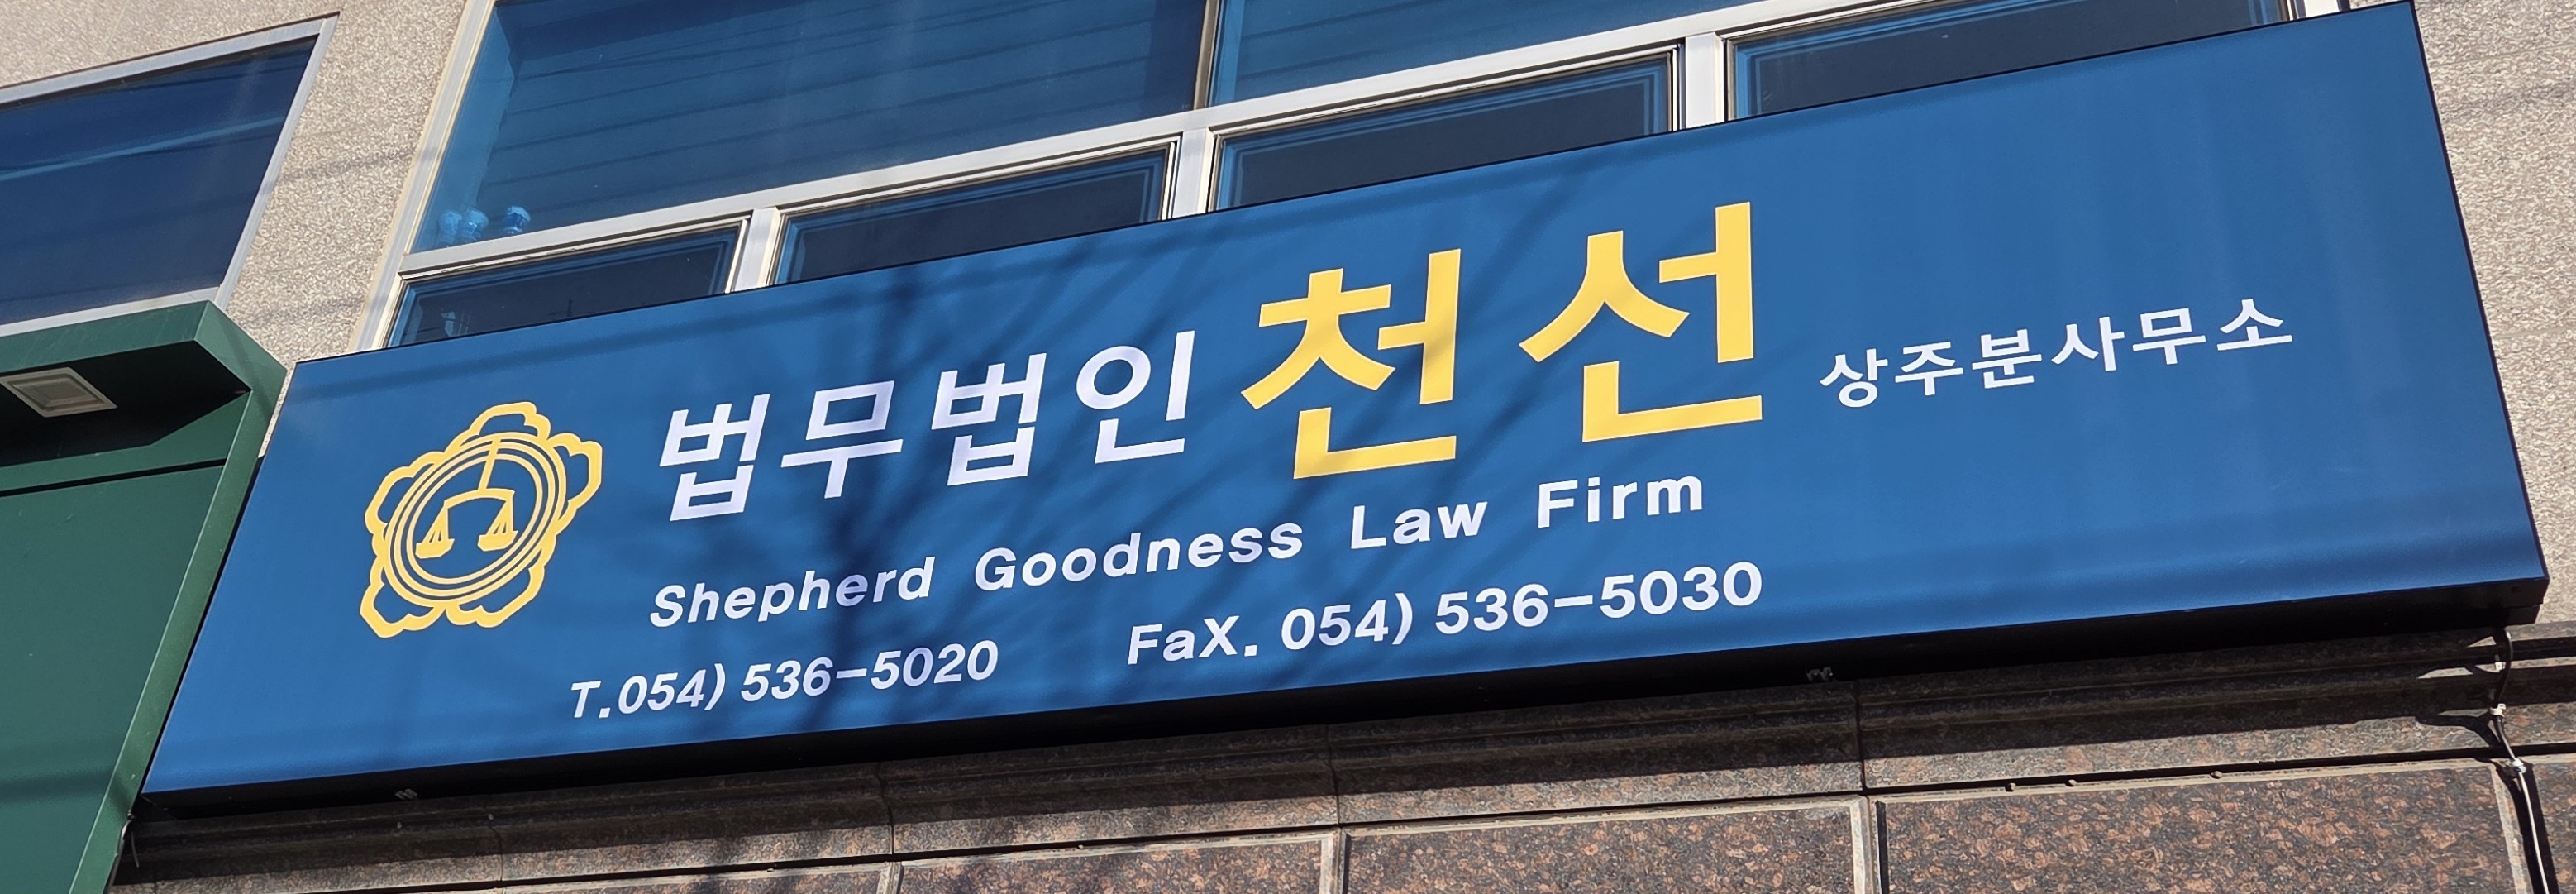 법무법인 천선 상주분사무소
Shepherd Goodness Law Firm
T.054) 536-5020 FaX. 054) 536-5030